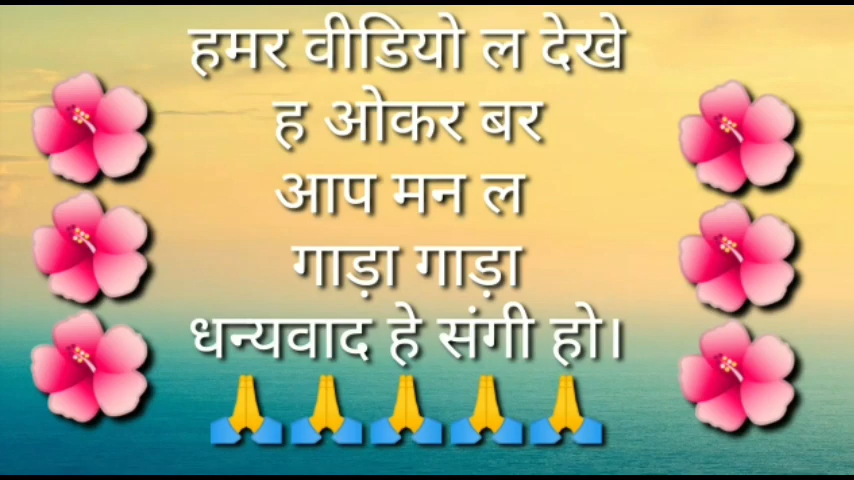 हमर वीडियो ल देखे
ह ओकर बर
आप मन ल
गाड़ा गाड़ा
धन्यवाद हे संगी हो।